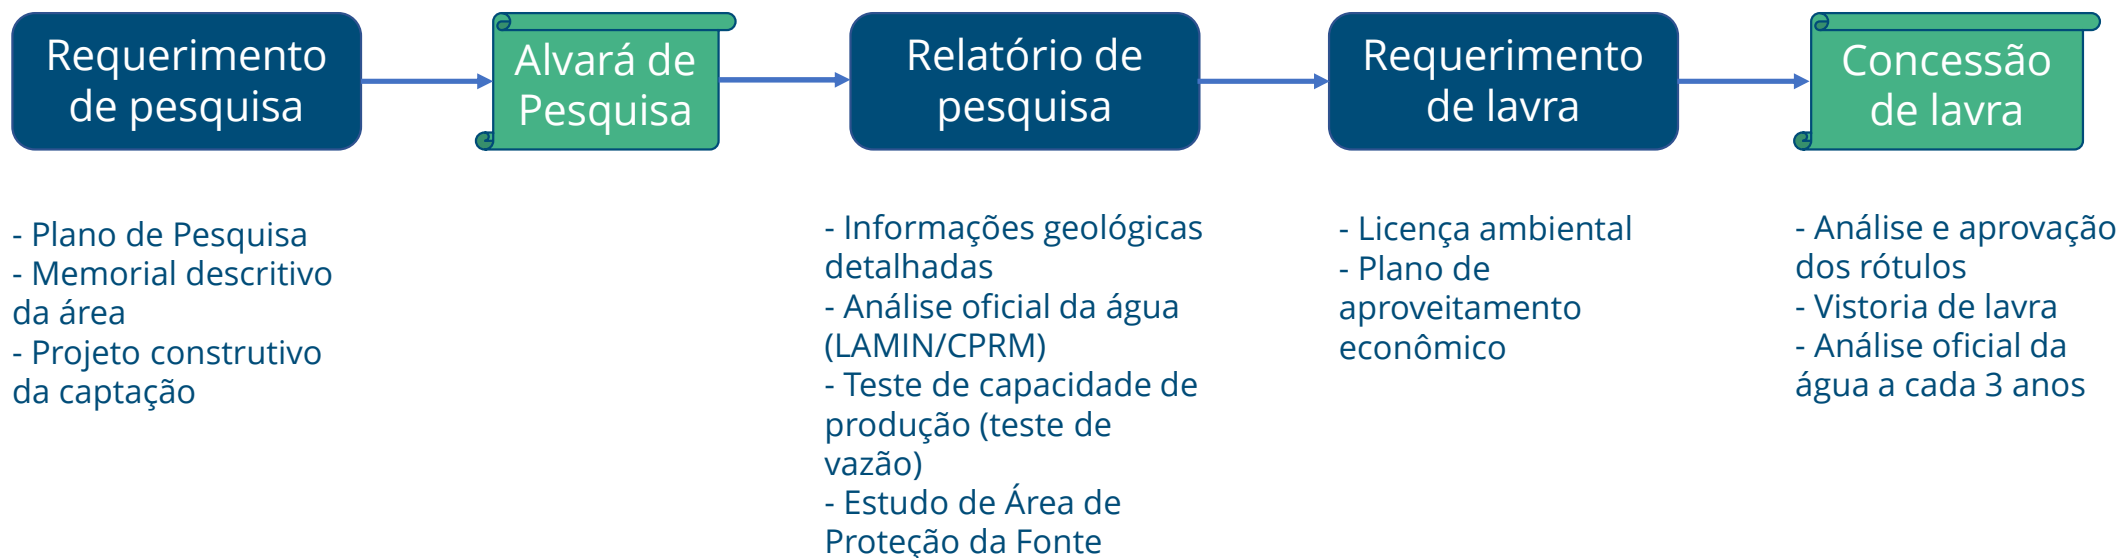 Requerimento
de pesquisa
Alvará de
Pesquisa
Relatório de
pesquisa
Requerimento
de lavra
Concessão
de lavra
- Plano de Pesquisa
- Memorial descritivo
da área
- Projeto construtivo
da captação
- Informações geológicas
detalhadas
- Análise oficial da água
(LAMIN/CPRM)
- Teste de capacidade de
produção (teste de
vazão)
- Estudo de Área de
Proteção da Fonte
- Licença ambiental
- Plano de
aproveitamento
econômico
- Análise e aprovação
dos rótulos
- Vistoria de lavra
- Análise oficial da
água a cada 3 anos